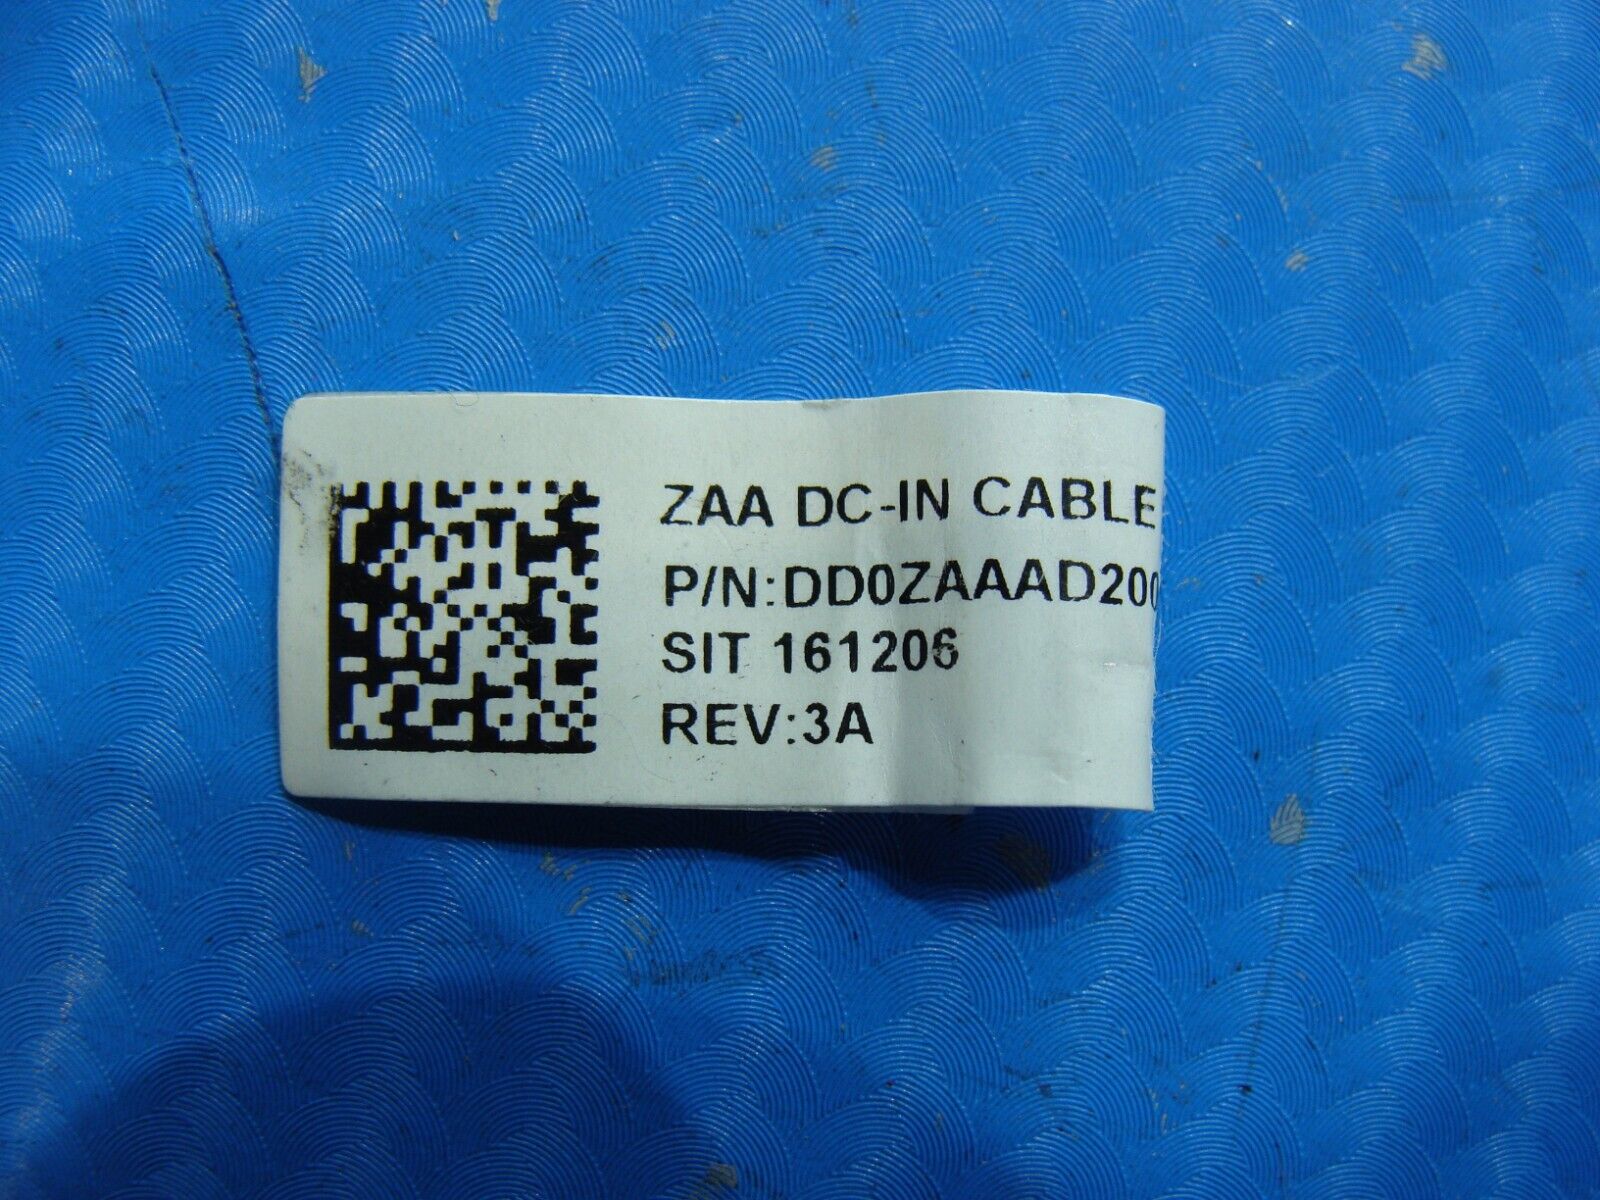 ZAA DC-IN CABLE
P/N:DD0ZAAAD200
SIT 161206
REV:3A